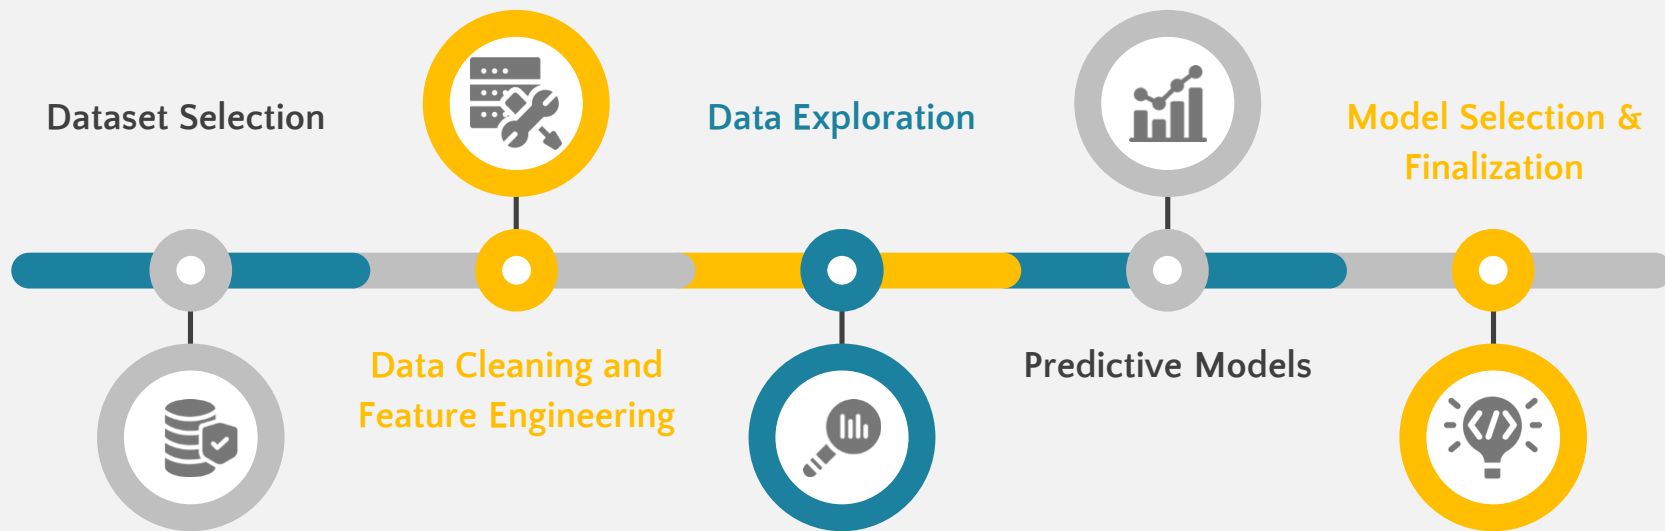 Dataset Selection
Data Cleaning and
Feature Engineering
Data Exploration
Predictive Models
Model Selection &
Finalization